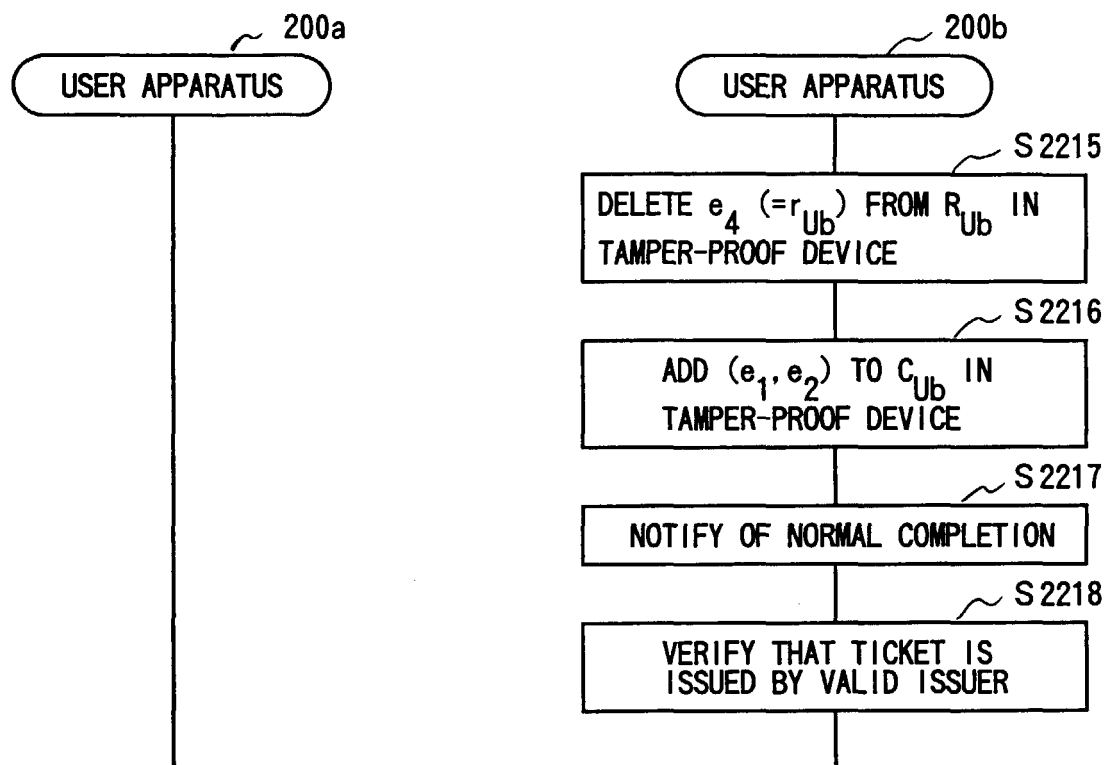 200a
USER APPARATUS
200b
USER APPARATUS
S2215
DELETE e4 (=rUb) FROM RUb IN
TAMPER-PROOF DEVICE
S2216
ADD (e1,e2) TO CUb IN
TAMPER-PROOF DEVICE
S2217
NOTIFY OF NORMAL COMPLETION
S2218
VERIFY THAT TICKET IS
ISSUED BY VALID ISSUER